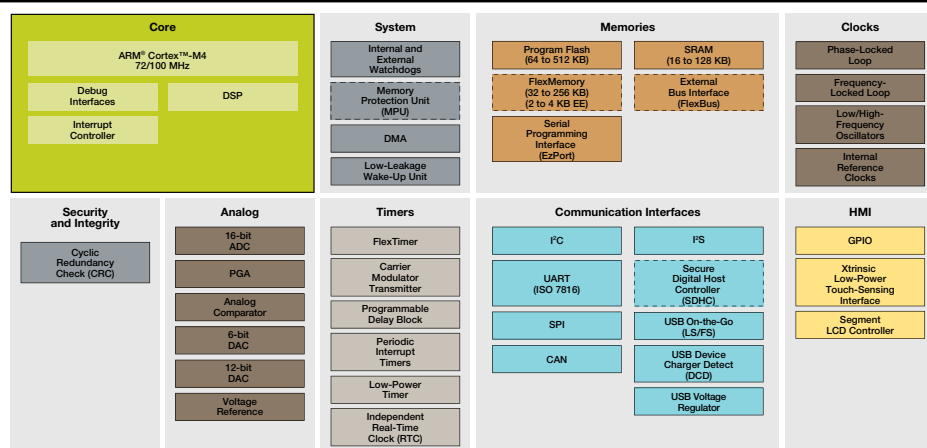 Core
ARM® Cortex™-M4
72/100 MHz
Debug
Interfaces
DSP
Interrupt
Controller
System
Internal and
External
Watchdogs
Memory
Protection Unit
(MPU)
DMA
Low-Leakage
Wake-Up Unit
Memories
Program Flash
(64 to 512 KB)
SRAM
(16 to 128 KB)
FlexMemory
(32 to 256 KB)
(2 to 4 KB EE)
External
Bus Interface
(FlexBus)
Serial
Programming
Interface
(EzPort)
Clocks
Phase-Locked
Loop
Frequency-
Locked Loop
Low/High-
Frequency
Oscillators
Internal
Reference
Clocks
Security
and Integrity
Cyclic
Redundancy
Check (CRC)
Analog
16-bit
ADC
PGA
Analog
Comparator
6-bit
DAC
12-bit
DAC
Voltage
Reference
Timers
FlexTimer
Carrier
Modulator
Transmitter
Programmable
Delay Block
Periodic
Interrupt
Timers
Low-Power
Timer
Independent
Real-Time
Clock (RTC)
Communication Interfaces
I²C
I²S
UART
(ISO 7816)
Secure
Digital Host
Controller
(SDHC)
SPI
USB On-the-Go
(LS/FS)
CAN
USB Device
Charger Detect
(DCD)
USB Voltage
Regulator
HMI
GPIO
Xtrinsic
Low-Power
Touch-Sensing
Interface
Segment
LCD Controller